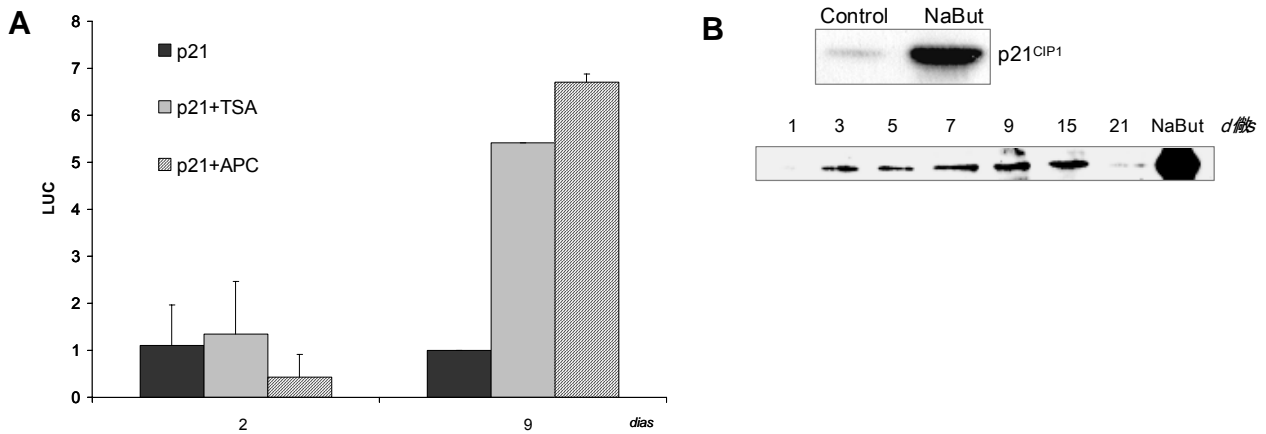 A
8
7
6
5
4
3
2
1
0
LUC
p21
p21+TSA
p21+APC
2 9 dias
B
Control NaBut
p21CIP1
1 3 5 7 9 15 21 NaBut